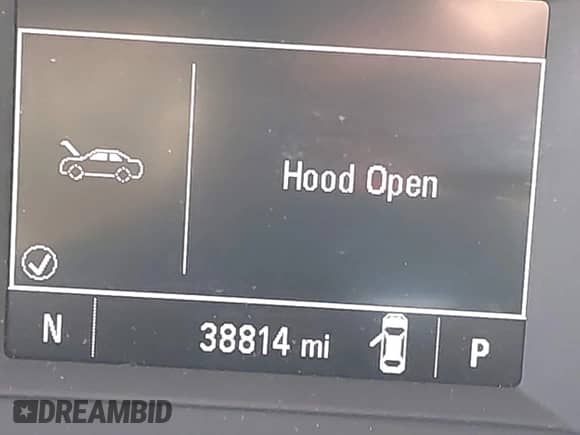 Hood Open
N 38814 mi P
DREAMBID